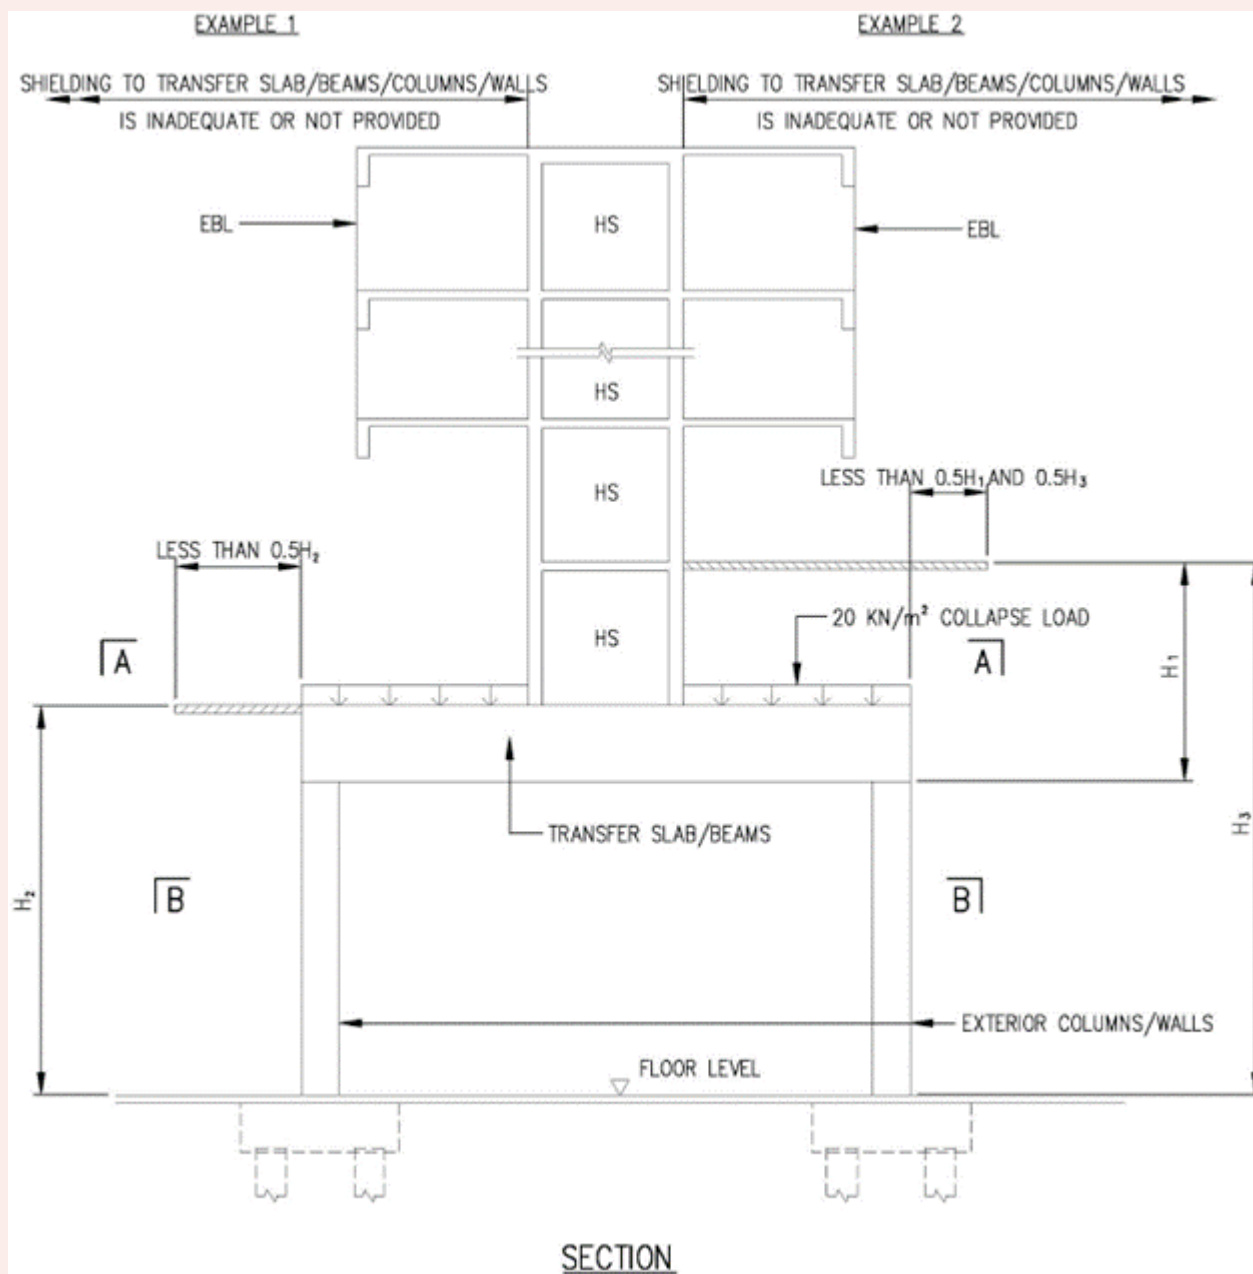 EXAMPLE 1
EXAMPLE 2
SHIELDING TO TRANSFER SLAB/BEAMS/COLUMNS/WALLS
IS INADEQUATE OR NOT PROVIDED
SHIELDING TO TRANSFER SLAB/BEAMS/COLUMNS/WALLS
IS INADEQUATE OR NOT PROVIDED
EBL
HS
EBL
HS
LESS THAN 0.5H₁ AND 0.5H₃
HS
LESS THAN 0.5H₂
20 KN/m² COLLAPSE LOAD
HS
A
A
H₁
TRANSFER SLAB/BEAMS
H₃
H₂
B
B
EXTERIOR COLUMNS/WALLS
FLOOR LEVEL
SECTION